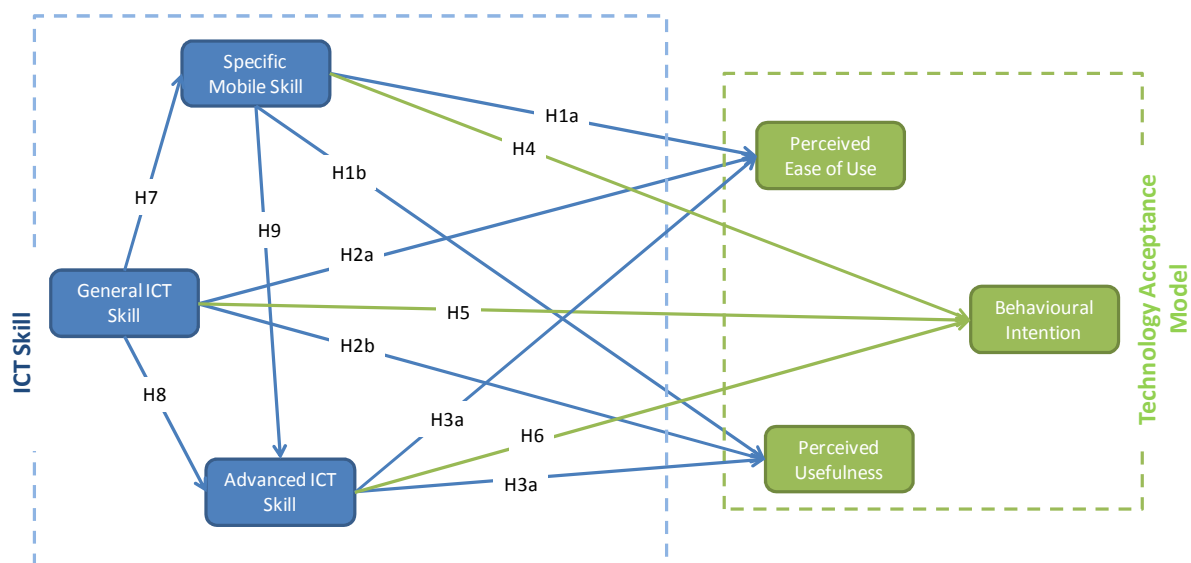 Specific
Mobile Skill
H1a
Perceived
Ease of Use
H4
H1b
H7
H9
H2a
General ICT
Skill
H5
Behavioural
Intention
H2b
H8
H3a
H6
Perceived
Usefulness
Advanced ICT
Skill
H3a
ICT Skill
Technology Acceptance
Model